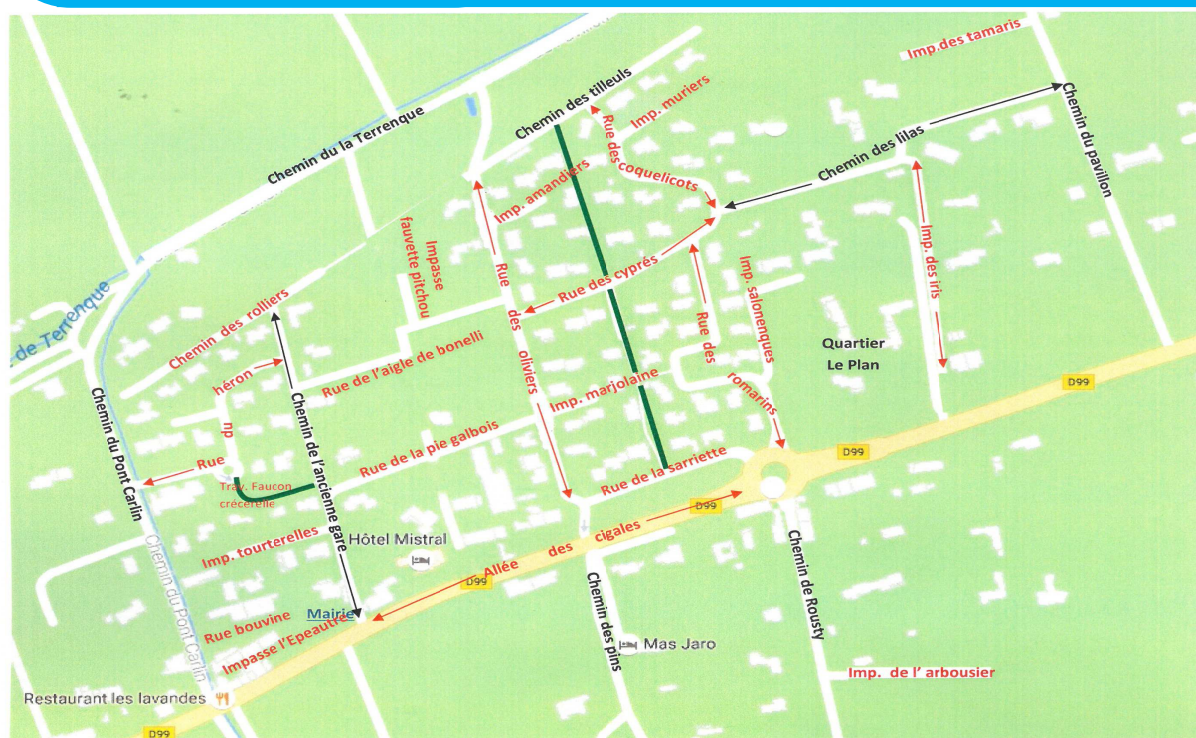 Imp.des tamaris
Chemin des tilleuls
Imp. muriers
Chemin du la Terrenque
Rue des
coquelicots
Chemin des lilas
Chemin du pavillon
Imp. amandiers
Impasse
fauvette pitchou
Rue des cyprés
Imp. salonenques
Imp. des iris
de Terrenque
Chemin des rolliers
Rue
des
oliviers
Rue des
romarins
Quartier
Le Plan
héron
du
Rue
Rue de l'aigle de bonelli
Imp. marjolaine
D99
Chemin du Pont Carlin
Chemin de l'ancienne gare
Rue de la pie galbois
Rue de la sarriette
D99
Trav. Faucon
crécerelle
D99
Imp. tourterelles
Hôtel Mistral
Allée des cigales
Chemin du Pont Carlin
D99
Chemin des pins
Chemin de Rousty
Mairie
Rue bouvine
Impasse l'Epeautre
Mas Jaro
Imp. de l' arbousier
Restaurant les lavandes
D99